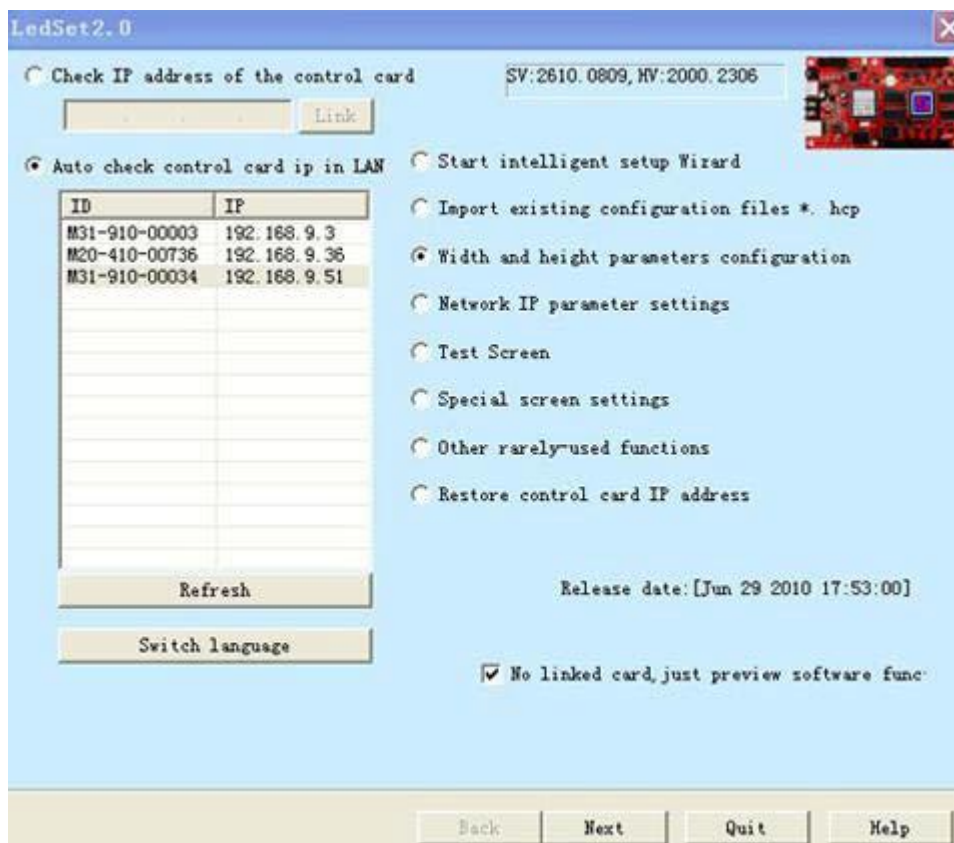 LedSet2.0
Check IP address of the control card
SV:2610.0809, HV:2000.2306
Link
Auto check control card ip in LAN
ID IP
M31-910-00003 192.168.9.3
M20-410-00736 192.168.9.36
M31-910-00034 192.168.9.51
Refresh
Switch language
Start intelligent setup Wizard
Import existing configuration files *. hcp
Width and height parameters configuration
Network IP parameter settings
Test Screen
Special screen settings
Other rarely-used functions
Restore control card IP address
Release date:[Jun 29 2010 17:53:00]
No linked card,just preview software func
Back Next Quit Help